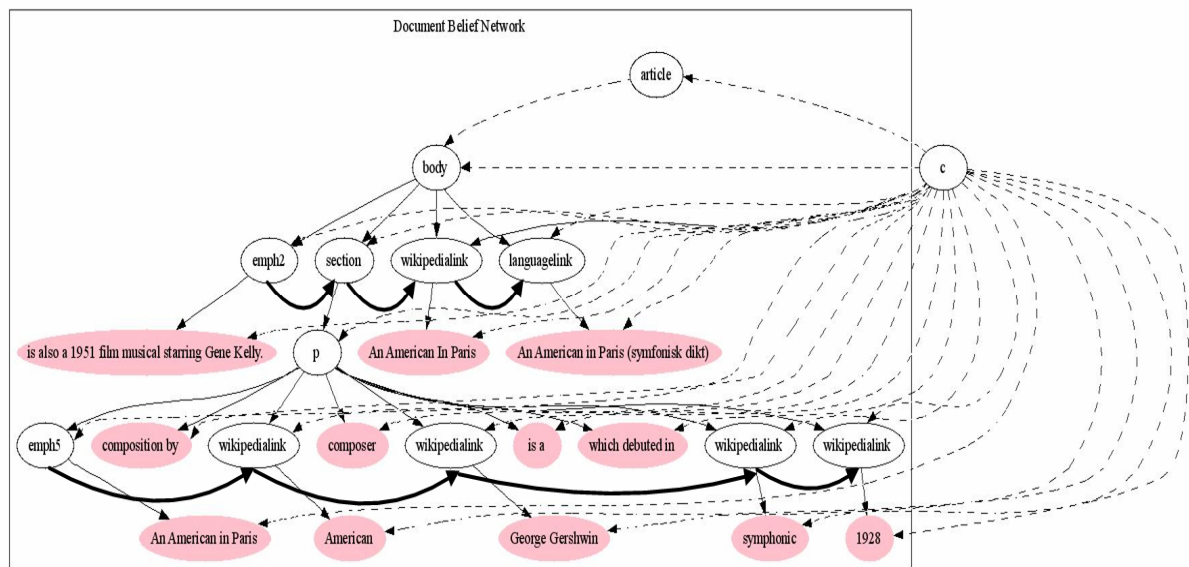 Document Belief Network
article
body
c
emph2
section
wikipedialink
languagelink
is also a 1951 film musical starring Gene Kelly.
p
An American In Paris
An American in Paris (symfonisk dikt)
emph5
composition by
wikipedialink
composer
wikipedialink
is a
which debuted in
wikipedialink
wikipedialink
An American in Paris
American
George Gershwin
symphonic
1928